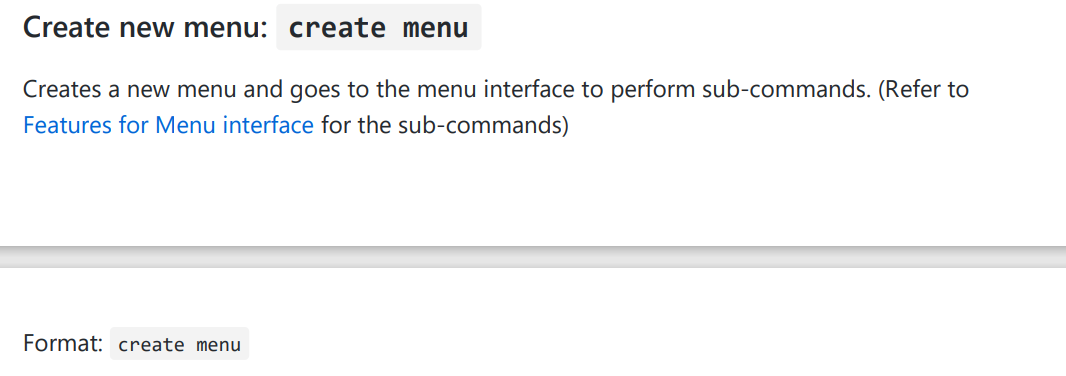 Create new menu: create menu
Creates a new menu and goes to the menu interface to perform sub-commands. (Refer to
Features for Menu interface for the sub-commands)
Format: create menu